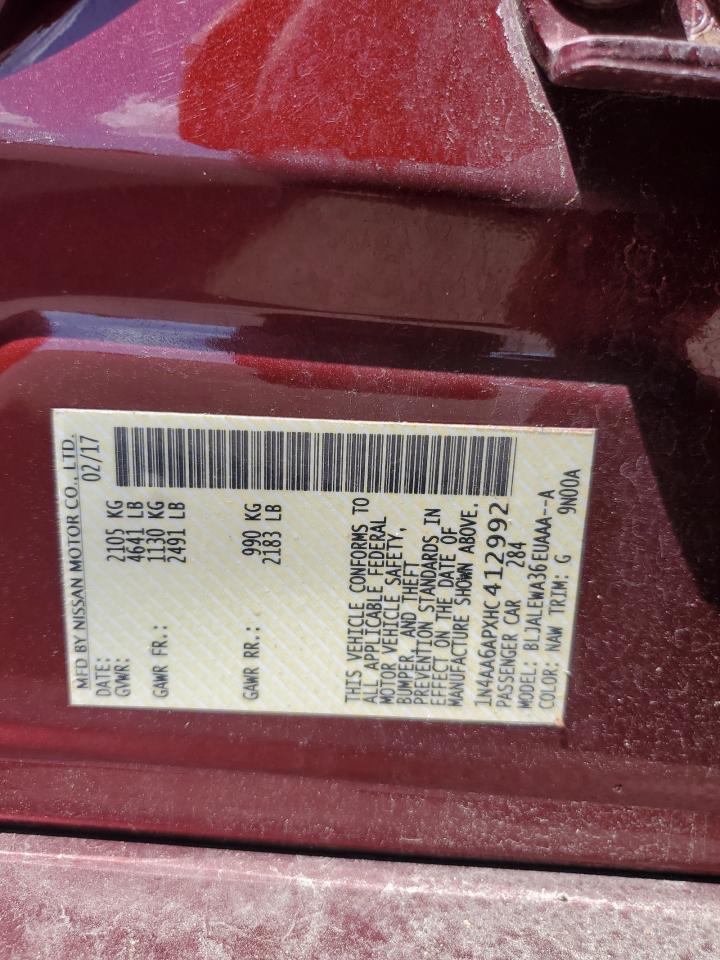 MFD BY NISSAN MOTOR CO., LTD.
DATE: 02/17
GVWR: 2105 KG
4641 LB
GAWR FR.: 1130 KG
2491 LB
GAWR RR.: 990 KG
2183 LB
THIS VEHICLE CONFORMS TO
ALL APPLICABLE FEDERAL
MOTOR VEHICLE SAFETY,
BUMPER, AND THEFT
PREVENTION STANDARDS IN
EFFECT ON THE DATE OF
MANUFACTURE SHOWN ABOVE.
1N4AA6APXHC412992
PASSENGER CAR 284
MODEL: BLJALEWA36EUAAA--A
COLOR: NAW TRIM: G 9N00A